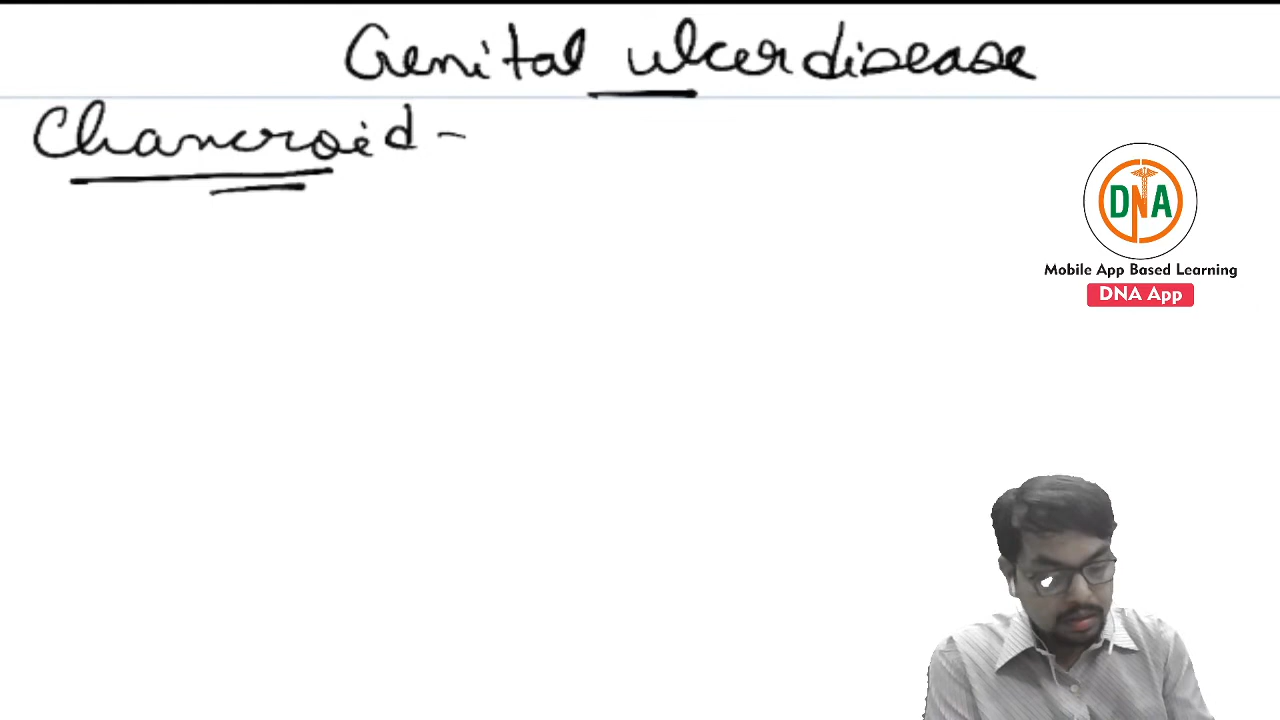 Genital ulcer disease
Chancroid -
DNA
Mobile App Based Learning
DNA App